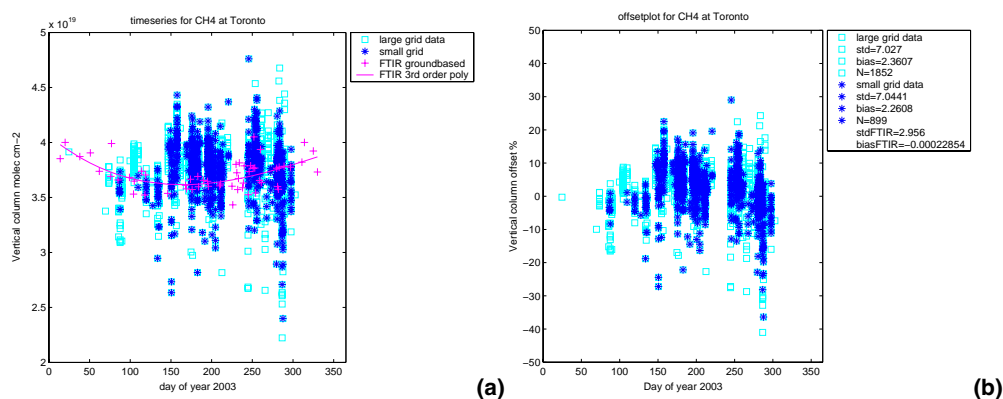 timeseries for CH4 at Toronto
x 10^19
5
4.5
4
3.5
3
2.5
2
Vertical column molec cm−2
0 50 100 150 200 250 300 350
day of year 2003
large grid data
small grid
FTIR groundbased
FTIR 3rd order poly
(a)
offsetplot for CH4 at Toronto
50
40
30
20
10
0
−10
−20
−30
−40
−50
Vertical column offset %
0 50 100 150 200 250 300 350
Day of year 2003
large grid data
std=7.027
bias=2.3607
N=1852
small grid data
std=7.0441
bias=2.2608
N=899
stdFTIR=2.956
biasFTIR=−0.00022854
(b)